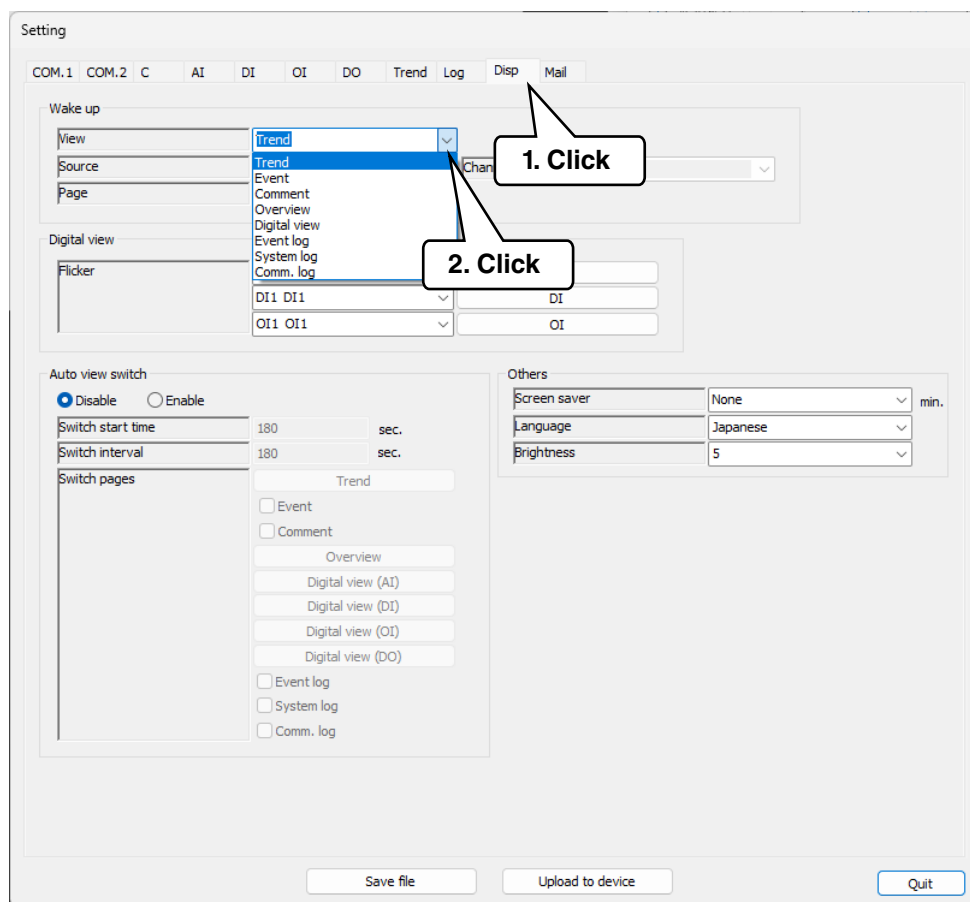 Setting
COM.1 COM.2 C AI DI OI DO Trend Log Disp Mail
Wake up
View Trend
1. Click
Source
Page
Trend
Event
Comment
Overview
Digital view
Event log
System log
Comm. log
2. Click
Digital view
Flicker
DI1 DI1 DI
OI1 OI1 OI
Auto view switch
Disable Enable
Switch start time 180 sec.
Switch interval 180 sec.
Switch pages Trend
Event
Comment
Overview
Digital view (AI)
Digital view (DI)
Digital view (OI)
Digital view (DO)
Event log
System log
Comm. log
Others
Screen saver None min.
Language Japanese
Brightness 5
Save file Upload to device Quit